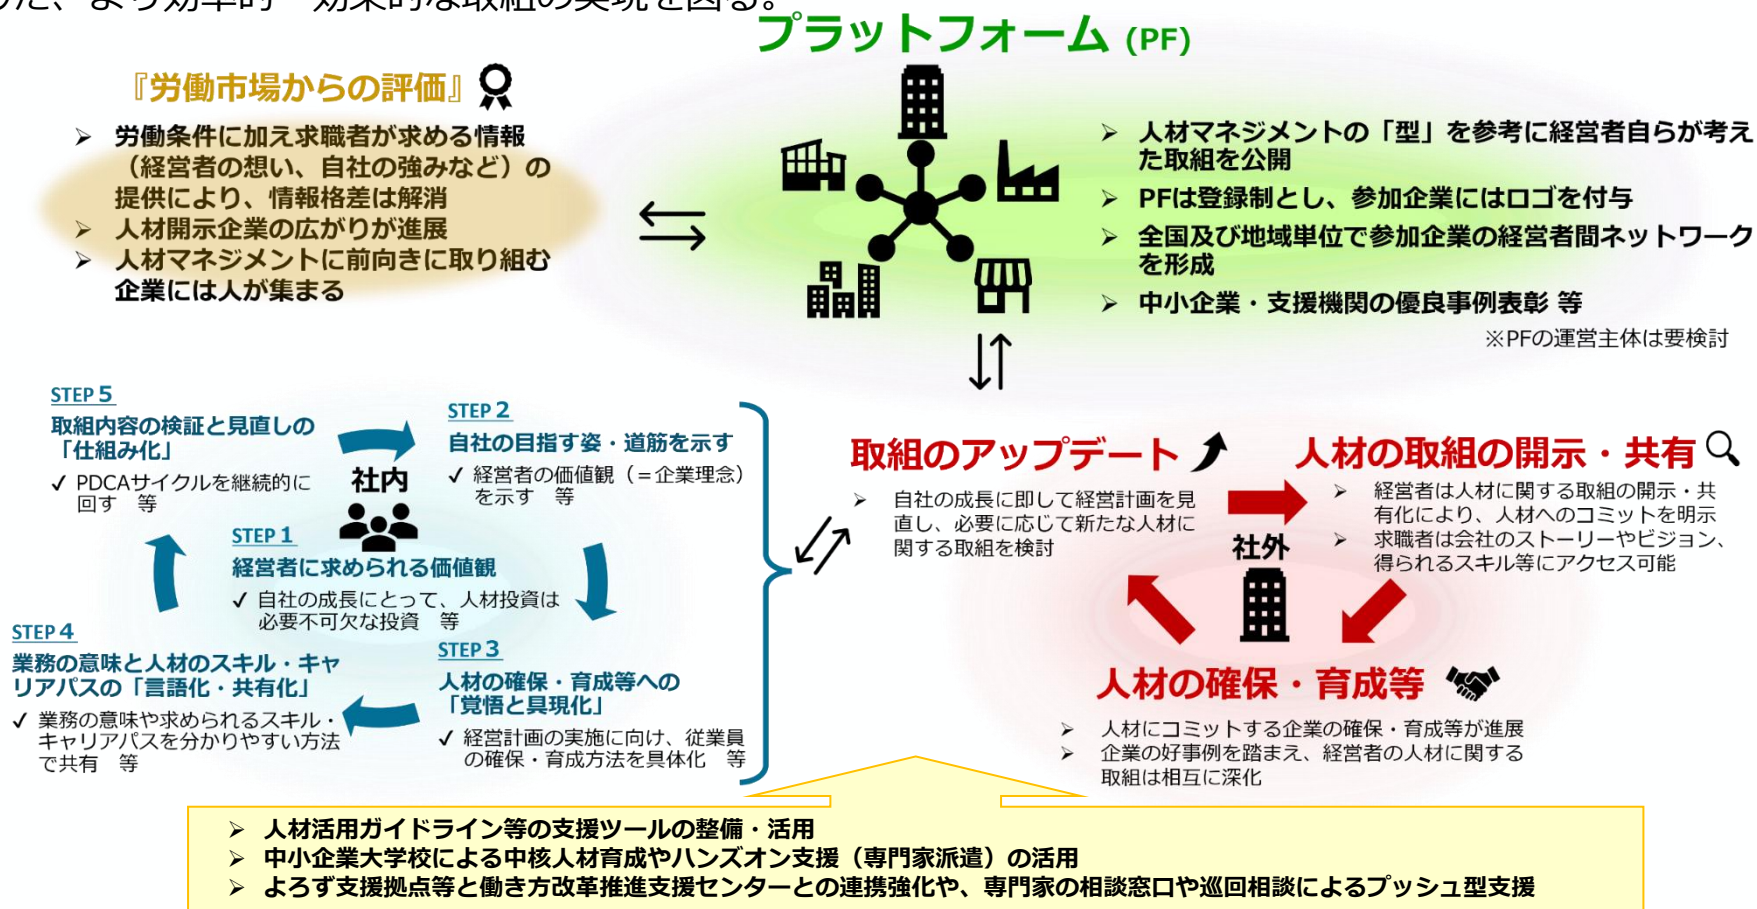 た、より効率的・効果的な取組の実現を図る。
プラットフォーム (PF)
『労働市場からの評価』
➢ 労働条件に加え求職者が求める情報
（経営者の想い、自社の強みなど）の
提供により、情報格差は解消
➢ 人材開示企業の広がりが進展
➢ 人材マネジメントに前向きに取り組む
企業には人が集まる
➢ 人材マネジメントの「型」を参考に経営者自らが考え
た取組を公開
➢ PFは登録制とし、参加企業にはロゴを付与
➢ 全国及び地域単位で参加企業の経営者間ネットワーク
を形成
➢ 中小企業・支援機関の優良事例表彰 等
※PFの運営主体は要検討
STEP 5
取組内容の検証と見直しの
「仕組み化」
✓ PDCAサイクルを継続的に
回す　等
社内
STEP 2
自社の目指す姿・道筋を示す
✓ 経営者の価値観（＝企業理念）
を示す　等
STEP 1
経営者に求められる価値観
✓ 自社の成長にとって、人材投資は
必要不可欠な投資　等
STEP 4
業務の意味と人材のスキル・キャ
リアパスの「言語化・共有化」
✓ 業務の意味や求められるスキル・
キャリアパスを分かりやすい方法
で共有　等
STEP 3
人材の確保・育成等への
「覚悟と具現化」
✓ 経営計画の実施に向け、従業員
の確保・育成方法を具体化　等
取組のアップデート
➢ 自社の成長に即して経営計画を見
直し、必要に応じて新たな人材に
関する取組を検討
社外
人材の取組の開示・共有
➢ 経営者は人材に関する取組の開示・共
有化により、人材へのコミットを明示
➢ 求職者は会社のストーリーやビジョン、
得られるスキル等にアクセス可能
人材の確保・育成等
➢ 人材にコミットする企業の確保・育成等が進展
➢ 企業の好事例を踏まえ、経営者の人材に関する
取組は相互に深化
➢ 人材活用ガイドライン等の支援ツールの整備・活用
➢ 中小企業大学校による中核人材育成やハンズオン支援（専門家派遣）の活用
➢ よろず支援拠点等と働き方改革推進支援センターとの連携強化や、専門家の相談窓口や巡回相談によるプッシュ型支援